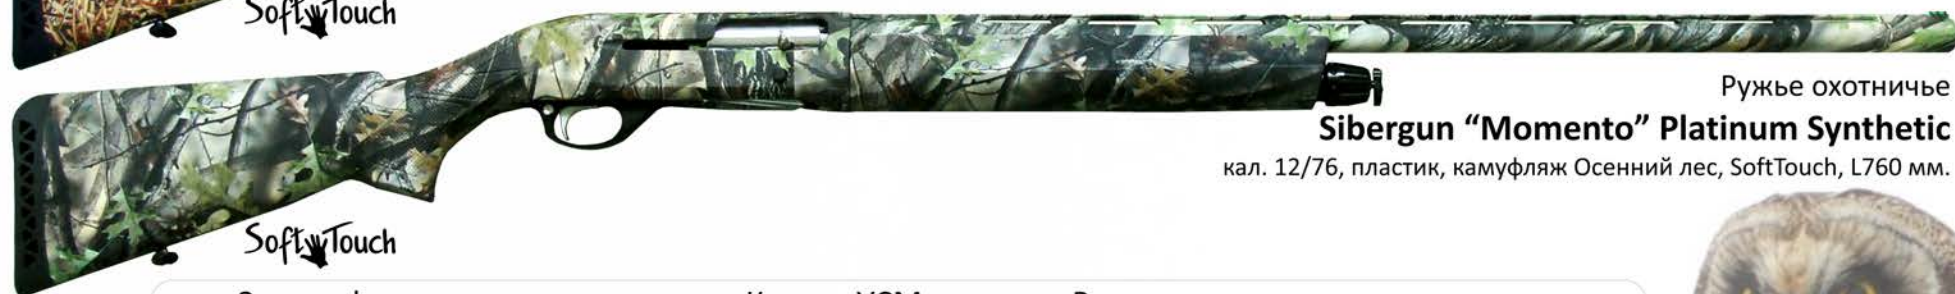 SoftTouch
Ружье охотничье
Sibergun “Momento” Platinum Synthetic
кал. 12/76, пластик, камуфляж Осенний лес, SoftTouch, L760 мм.
SoftTouch